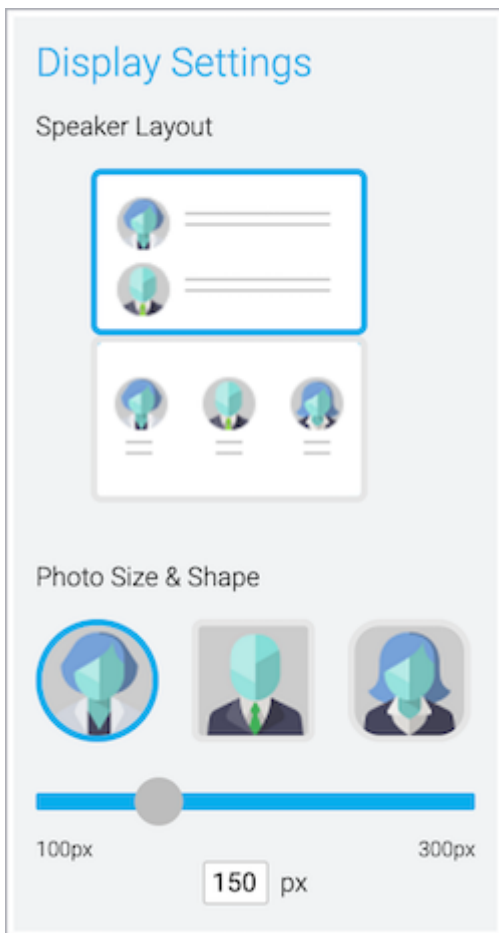 Display Settings
Speaker Layout
Photo Size & Shape
100px
300px
150 px